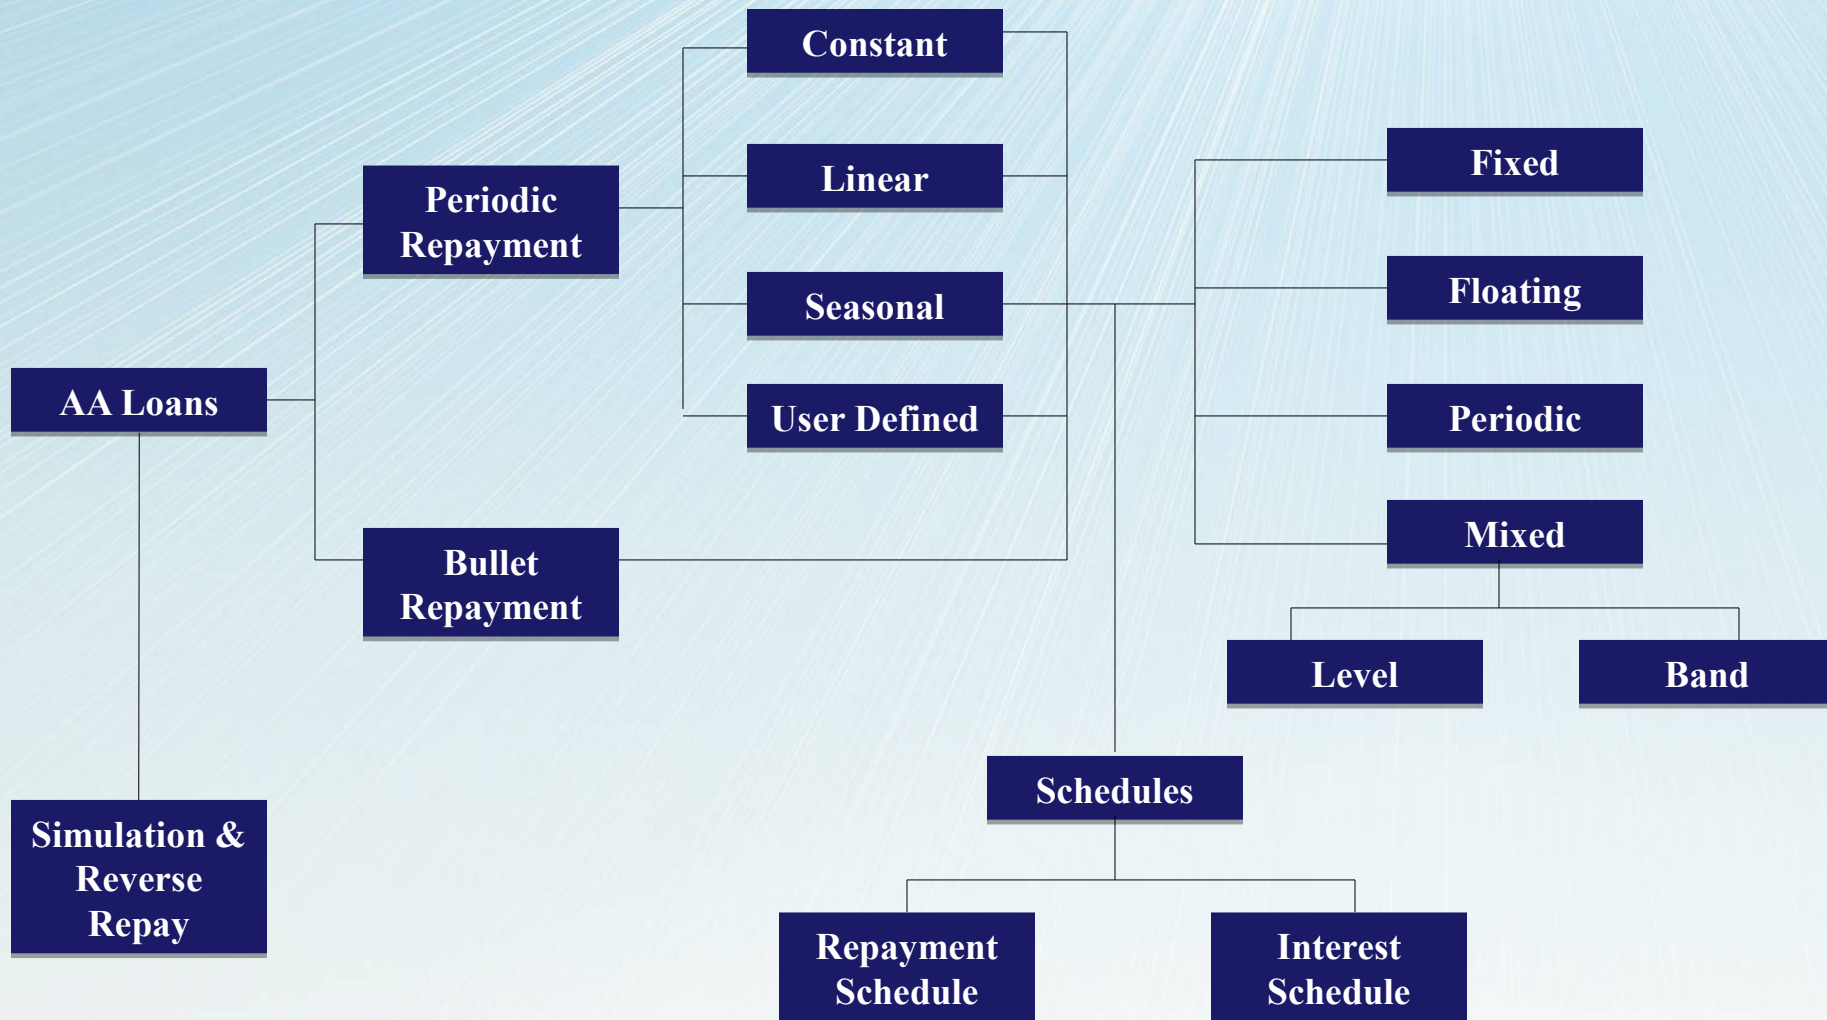 Constant
Linear
Seasonal
User Defined
Periodic
Repayment
Bullet
Repayment
AA Loans
Simulation &
Reverse
Repay
Fixed
Floating
Periodic
Mixed
Level
Band
Schedules
Repayment
Schedule
Interest
Schedule